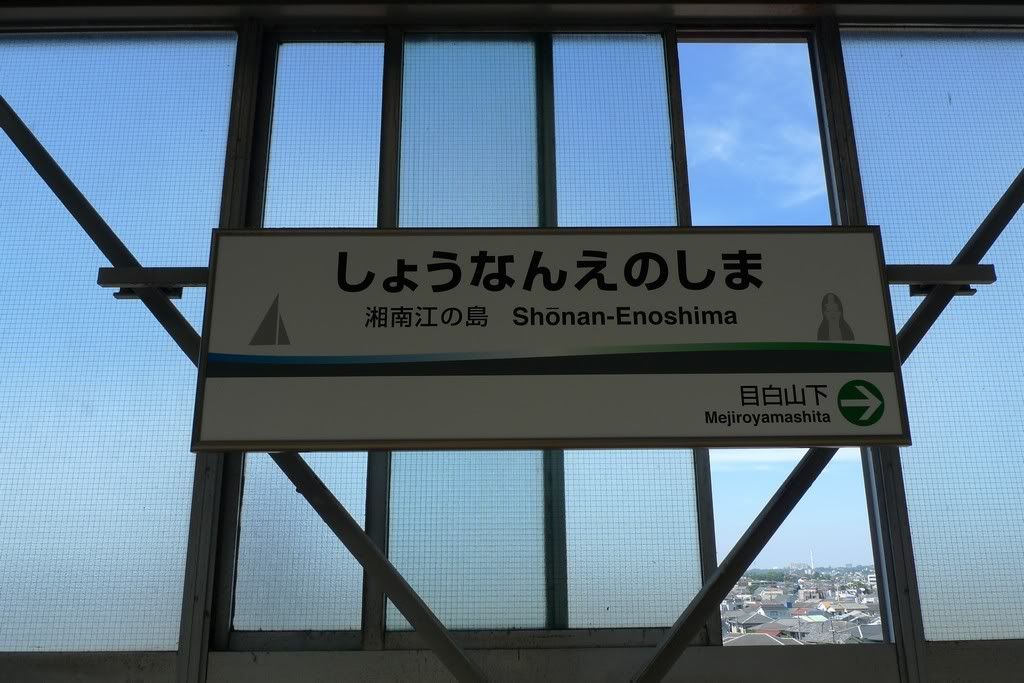 しょうなんえのしま
湘南江の島 Shōnan-Enoshima
目白山下
Mejiroyamashita